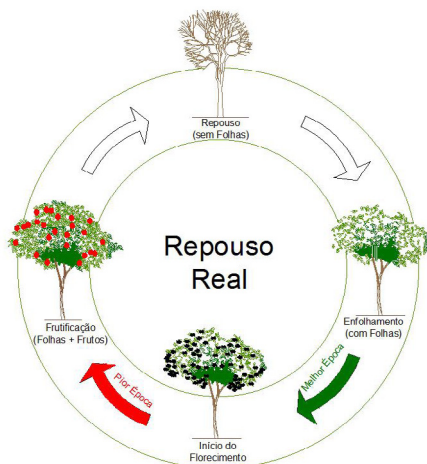 Repouso
(sem Folhas)
Enfolhamento
(com Folhas)
Melhor Época
Início do
Florecimento
Pior Época
Frutificação
(Folhas + Frutos)
Repouso
Real